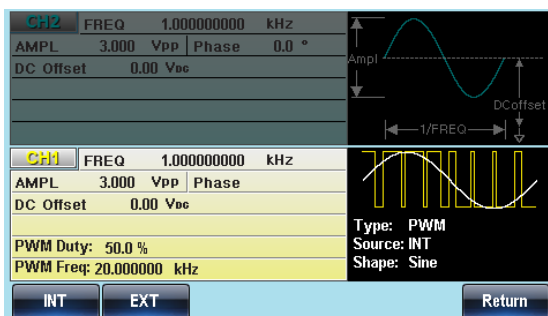 CH2 FREQ 1.000000000 kHz
AMPL 3.000 VPP Phase 0.0 °
DC Offset 0.00 VDC
Ampl
DCoffset
1/FREQ
CH1 FREQ 1.000000000 kHz
AMPL 3.000 VPP Phase
DC Offset 0.00 VDC
PWM Duty: 50.0 %
PWM Freq: 20.000000 kHz
Type: PWM
Source: INT
Shape: Sine
INT EXT Return